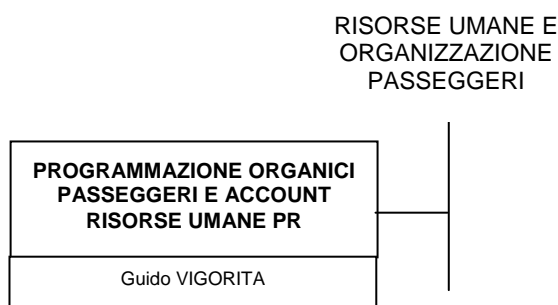 RISORSE UMANE E
ORGANIZZAZIONE
PASSEGGERI
PROGRAMMAZIONE ORGANICI
PASSEGGERI E ACCOUNT
RISORSE UMANE PR
Guido VIGORITA